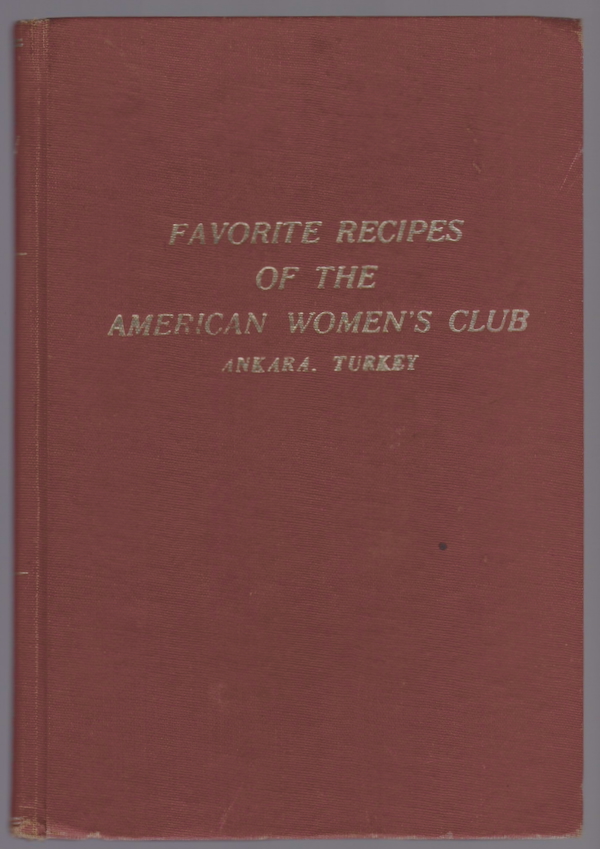 FAVORITE RECIPES
OF THE
AMERICAN WOMEN'S CLUB
ANKARA. TURKEY